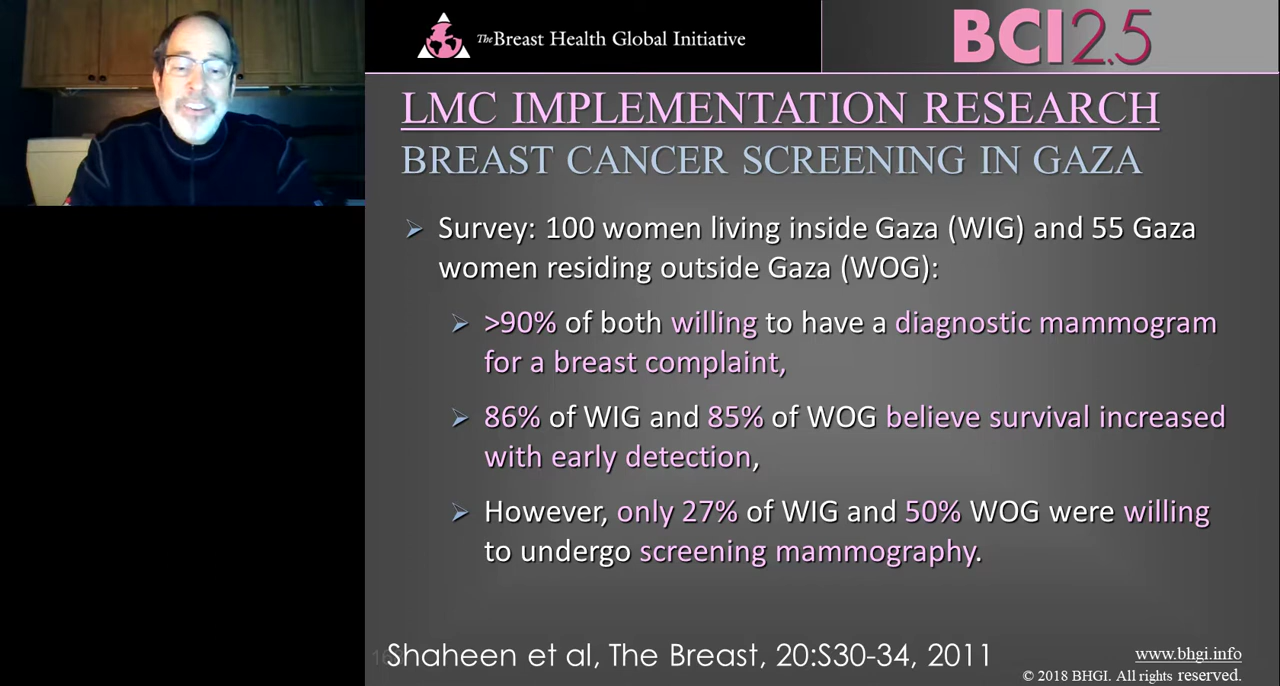 The Breast Health Global Initiative
BCI2.5
LMC IMPLEMENTATION RESEARCH
BREAST CANCER SCREENING IN GAZA
Survey: 100 women living inside Gaza (WIG) and 55 Gaza
women residing outside Gaza (WOG):
>90% of both willing to have a diagnostic mammogram
for a breast complaint,
86% of WIG and 85% of WOG believe survival increased
with early detection,
However, only 27% of WIG and 50% WOG were willing
to undergo screening mammography.
Shaheen et al, The Breast, 20:S30-34, 2011
www.bhgi.info
© 2018 BHGI. All rights reserved.